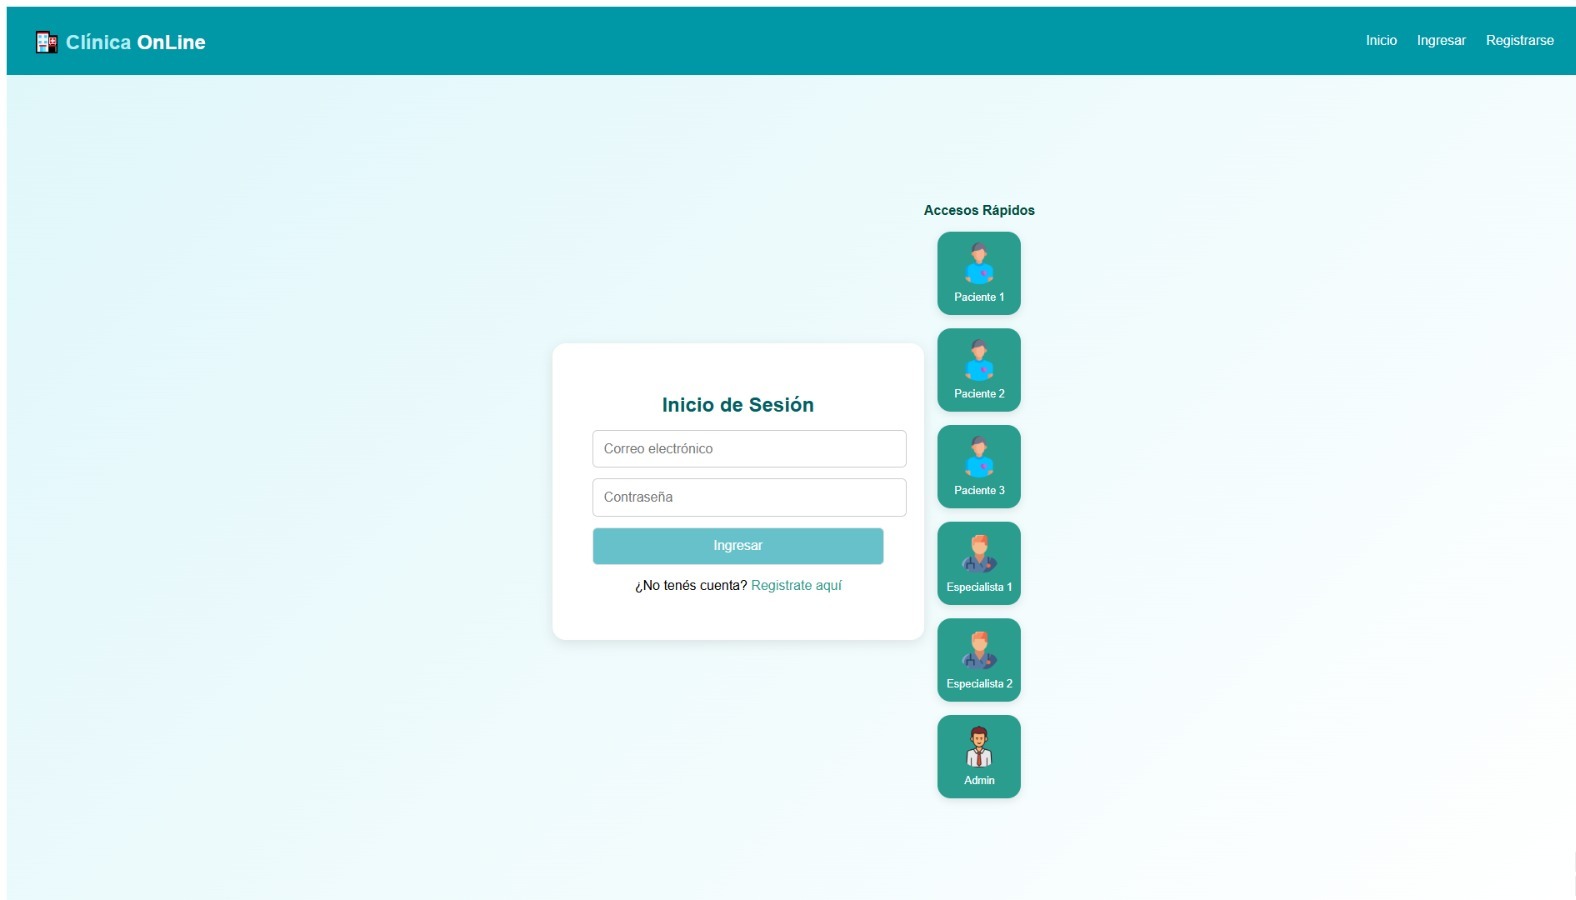 Clínica OnLine
Inicio Ingresar Registrarse
Inicio de Sesión
Correo electrónico
Contraseña
Ingresar
¿No tenés cuenta? Registrate aquí
Accesos Rápidos
Paciente 1
Paciente 2
Paciente 3
Especialista 1
Especialista 2
Admin